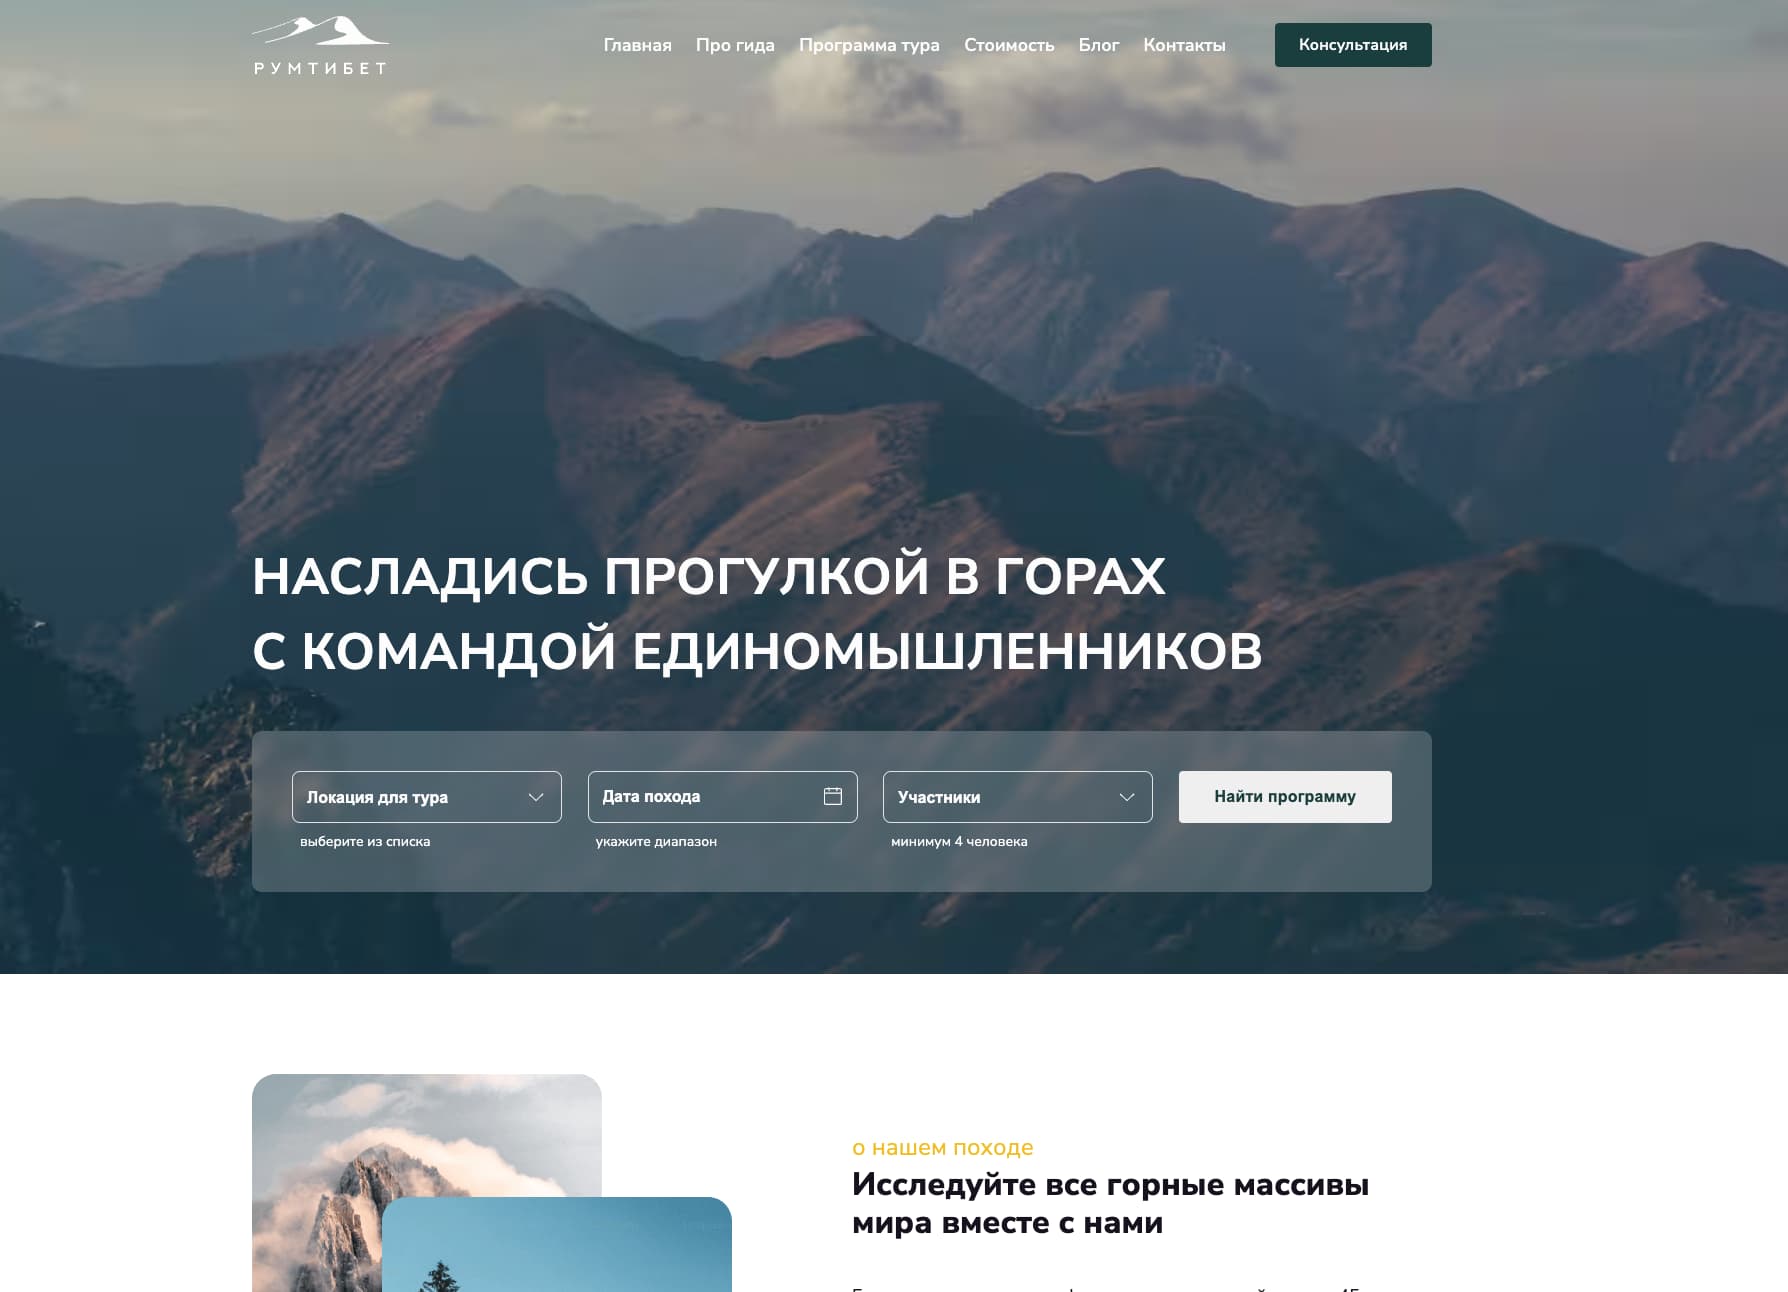 РУМТИБЕТ
Главная Про гида Программа тура Стоимость Блог Контакты Консультация
НАСЛАДИСЬ ПРОГУЛКОЙ В ГОРАХ
С КОМАНДОЙ ЕДИНОМЫШЛЕННИКОВ
Локация для тура Дата похода Участники Найти программу
выберите из списка укажите диапазон минимум 4 человека
о нашем походе
Исследуйте все горные массивы
мира вместе с нами